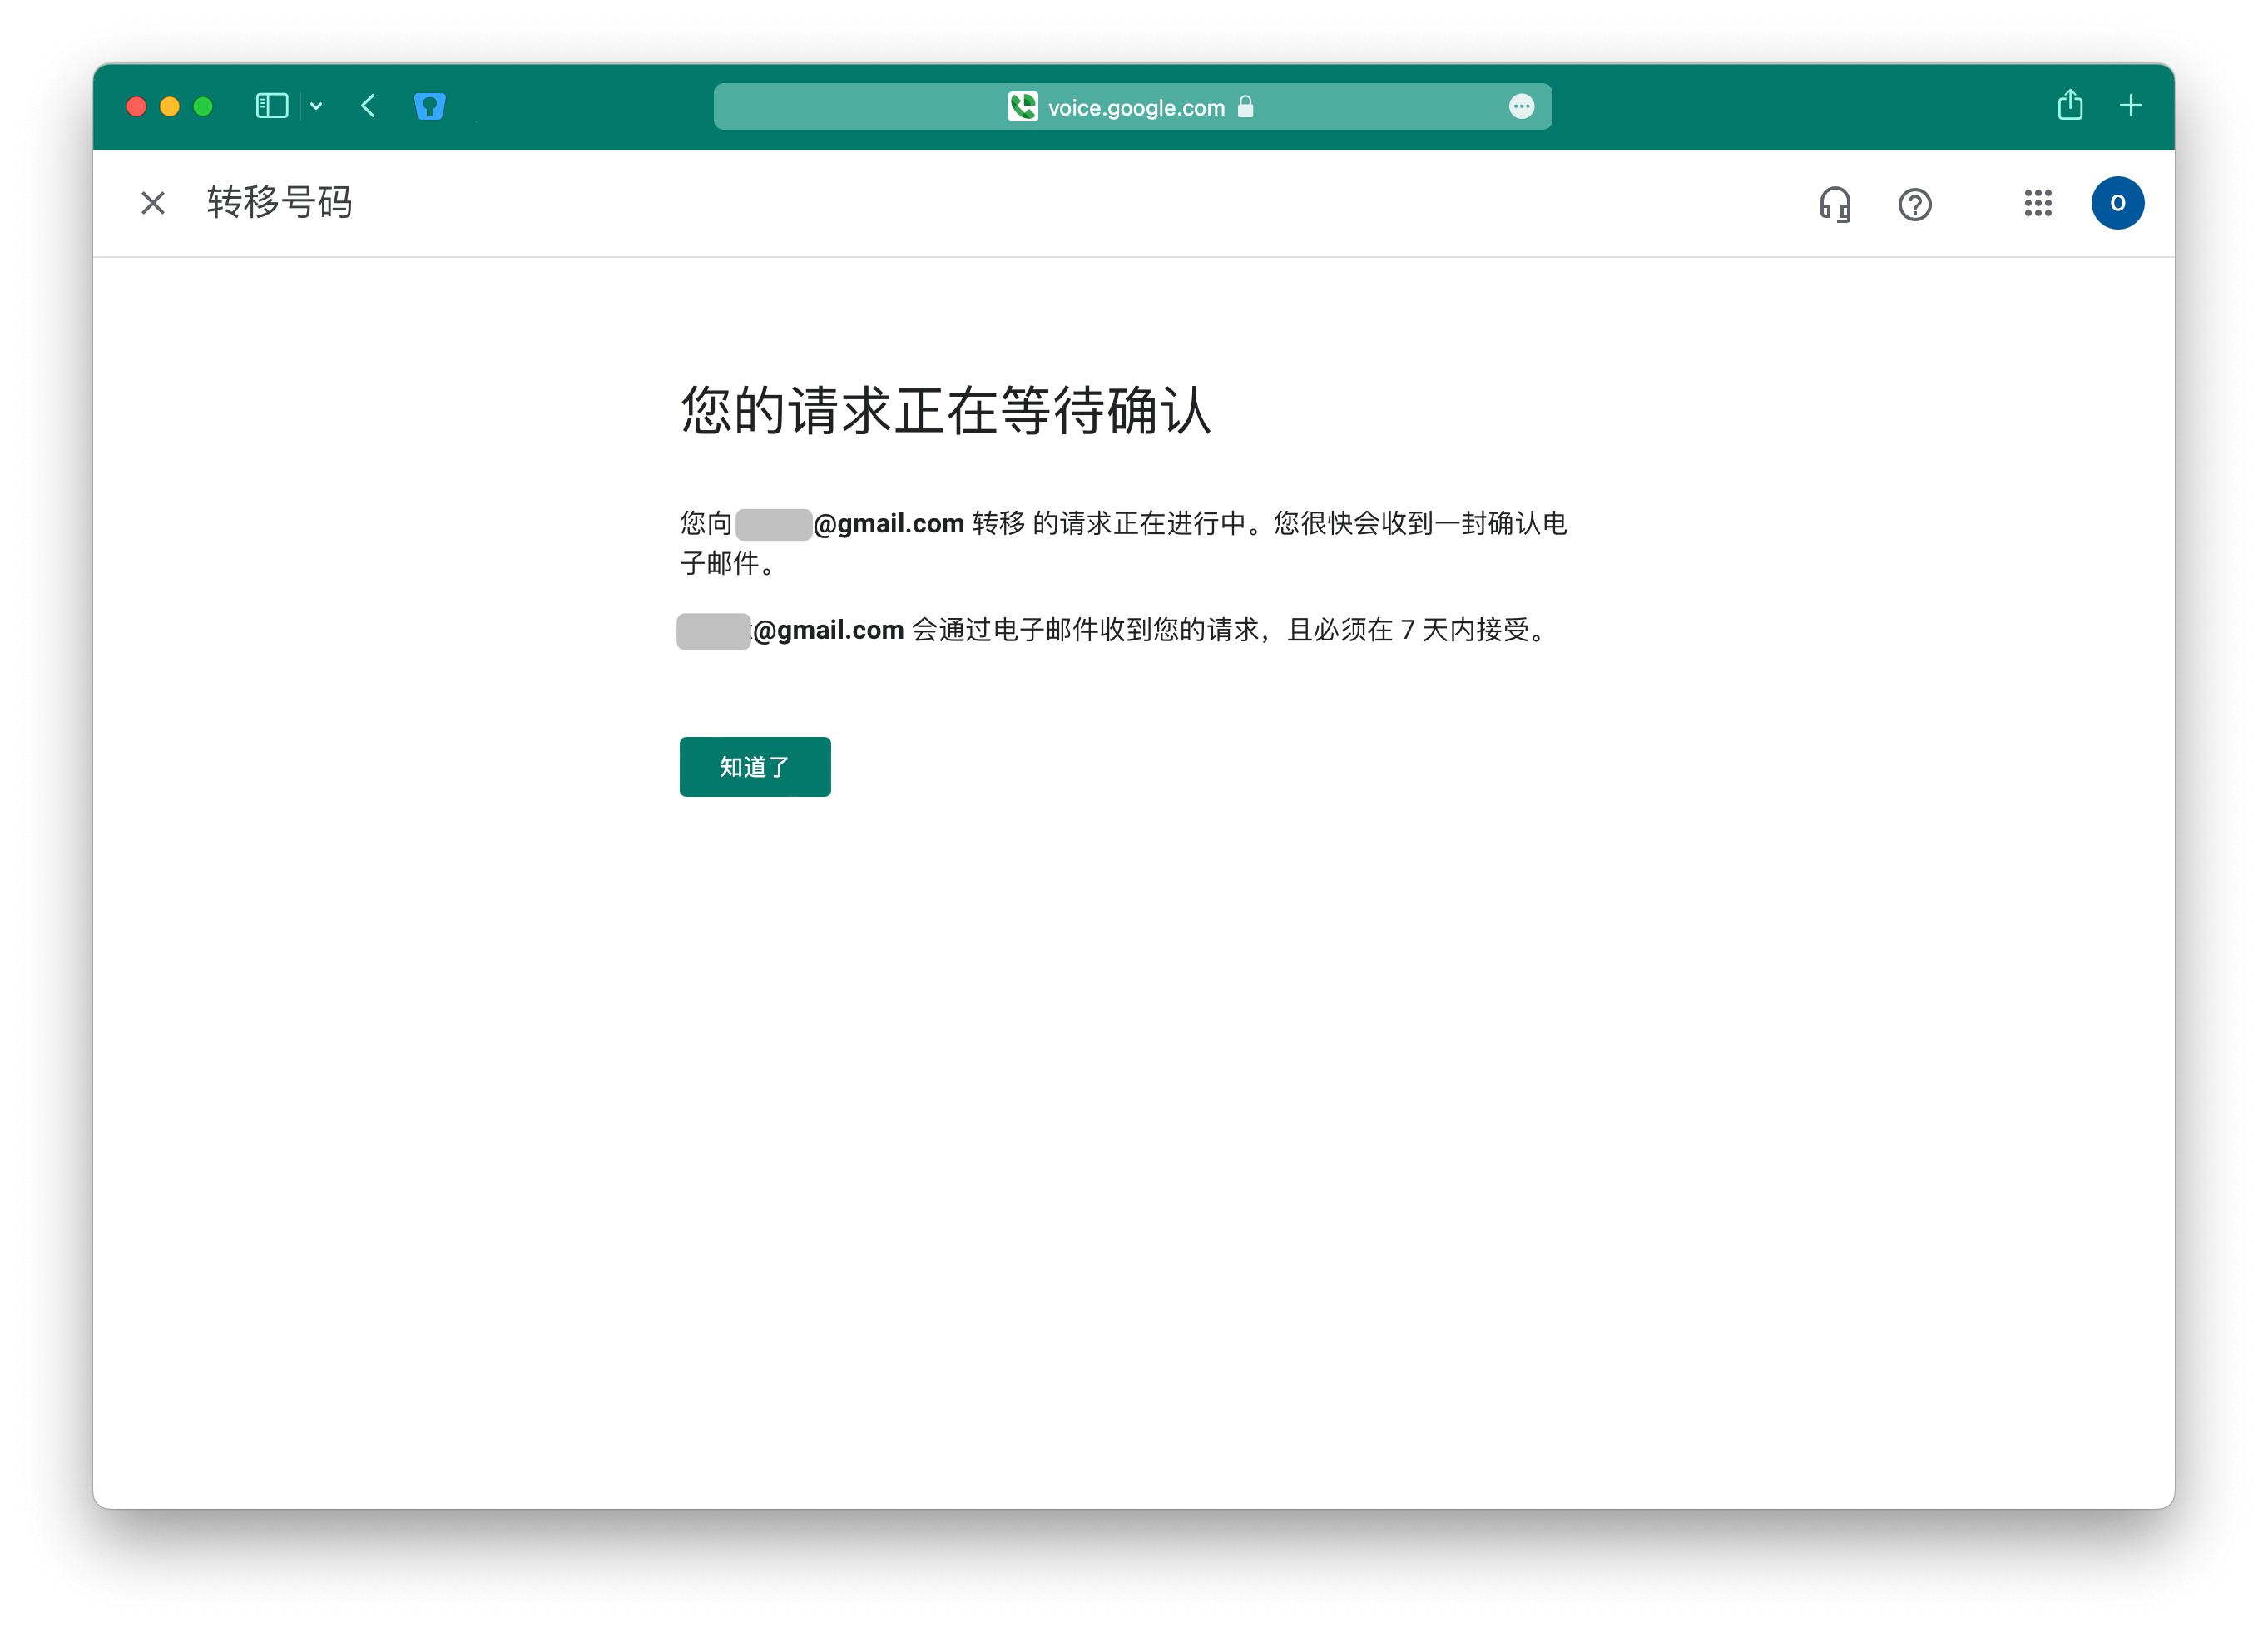 voice.google.com
转移号码
O
您的请求正在等待确认
您向 @gmail.com 转移 的请求正在进行中。您很快会收到一封确认电
子邮件。
@gmail.com 会通过电子邮件收到您的请求，且必须在 7 天内接受。
知道了